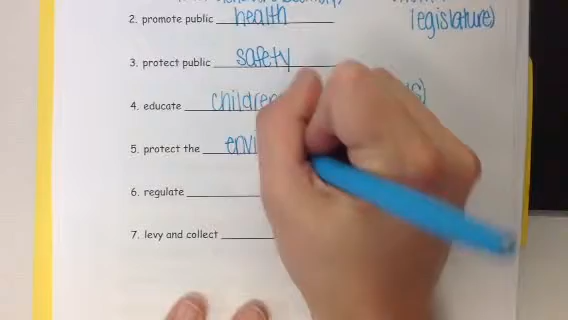 2. promote public health
legislature)
3. protect public safety
4. educate children
5. protect the envi
6. regulate
7. levy and collect